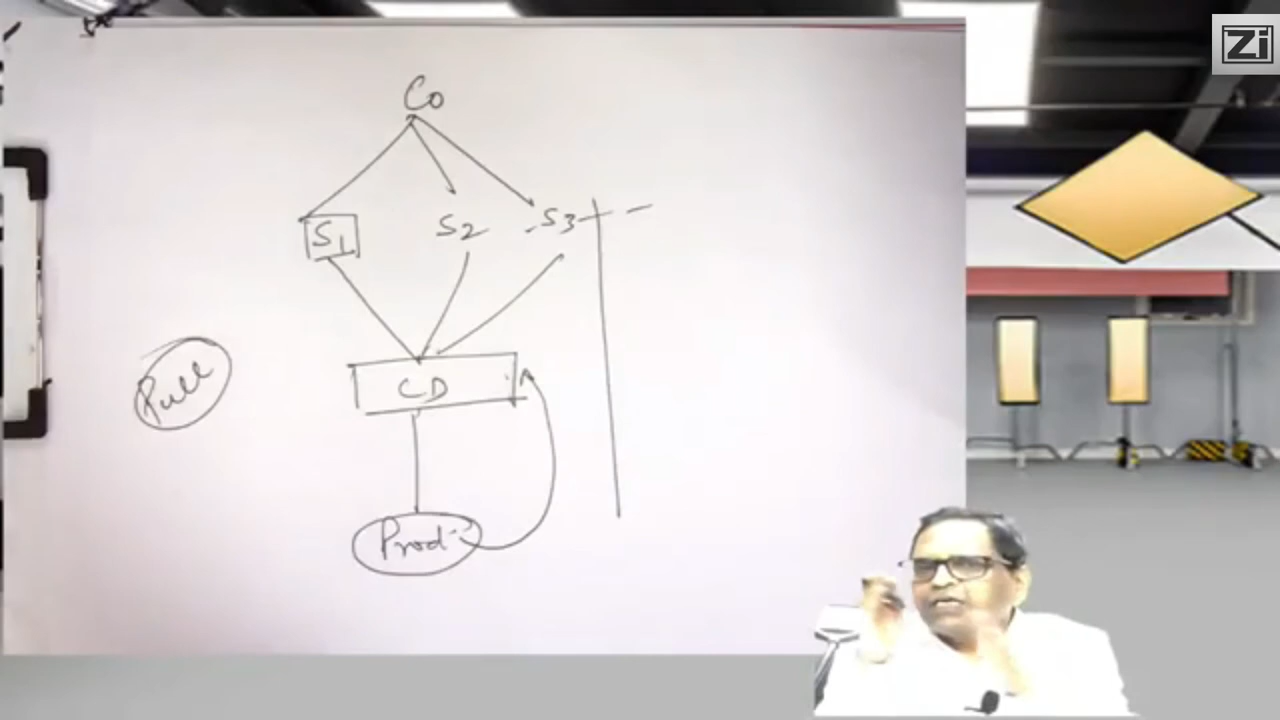 Zi
Co
S1 S2 S3
Pull
CD
Prod